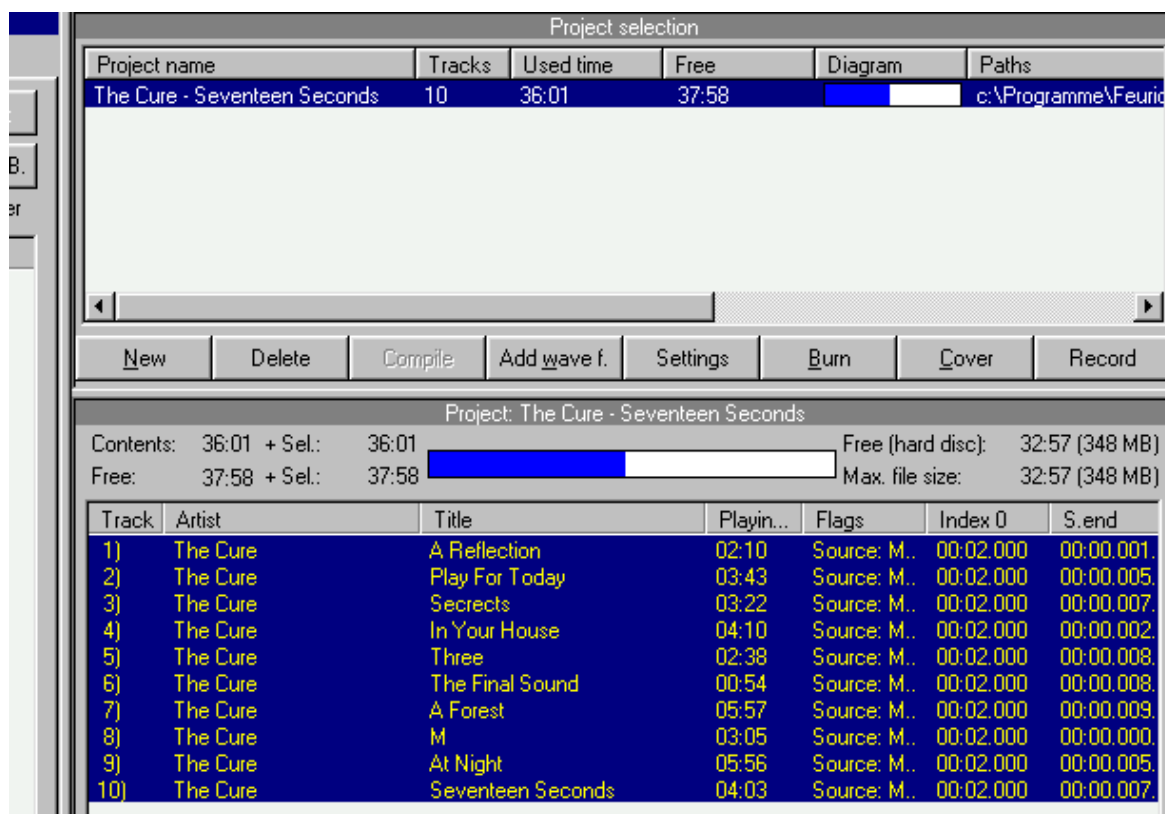 Project selection
Project name Tracks Used time Free Diagram Paths
The Cure - Seventeen Seconds 10 36:01 37:58 c:\Programme\Feurio
B.
er
New Delete Compile Add wave f. Settings Burn Cover Record
Project: The Cure - Seventeen Seconds
Contents: 36:01 + Sel.: 36:01 Free (hard disc): 32:57 (348 MB)
Free: 37:58 + Sel.: 37:58 Max. file size: 32:57 (348 MB)
Track Artist Title Playin... Flags Index 0 S.end
1) The Cure A Reflection 02:10 Source: M.. 00:02.000 00:00.001.
2) The Cure Play For Today 03:43 Source: M.. 00:02.000 00:00.005.
3) The Cure Secrects 03:22 Source: M.. 00:02.000 00:00.007.
4) The Cure In Your House 04:10 Source: M.. 00:02.000 00:00.002.
5) The Cure Three 02:38 Source: M.. 00:02.000 00:00.008.
6) The Cure The Final Sound 00:54 Source: M.. 00:02.000 00:00.008.
7) The Cure A Forest 05:57 Source: M.. 00:02.000 00:00.009.
8) The Cure M 03:05 Source: M.. 00:02.000 00:00.000.
9) The Cure At Night 05:56 Source: M.. 00:02.000 00:00.005.
10) The Cure Seventeen Seconds 04:03 Source: M.. 00:02.000 00:00.007.